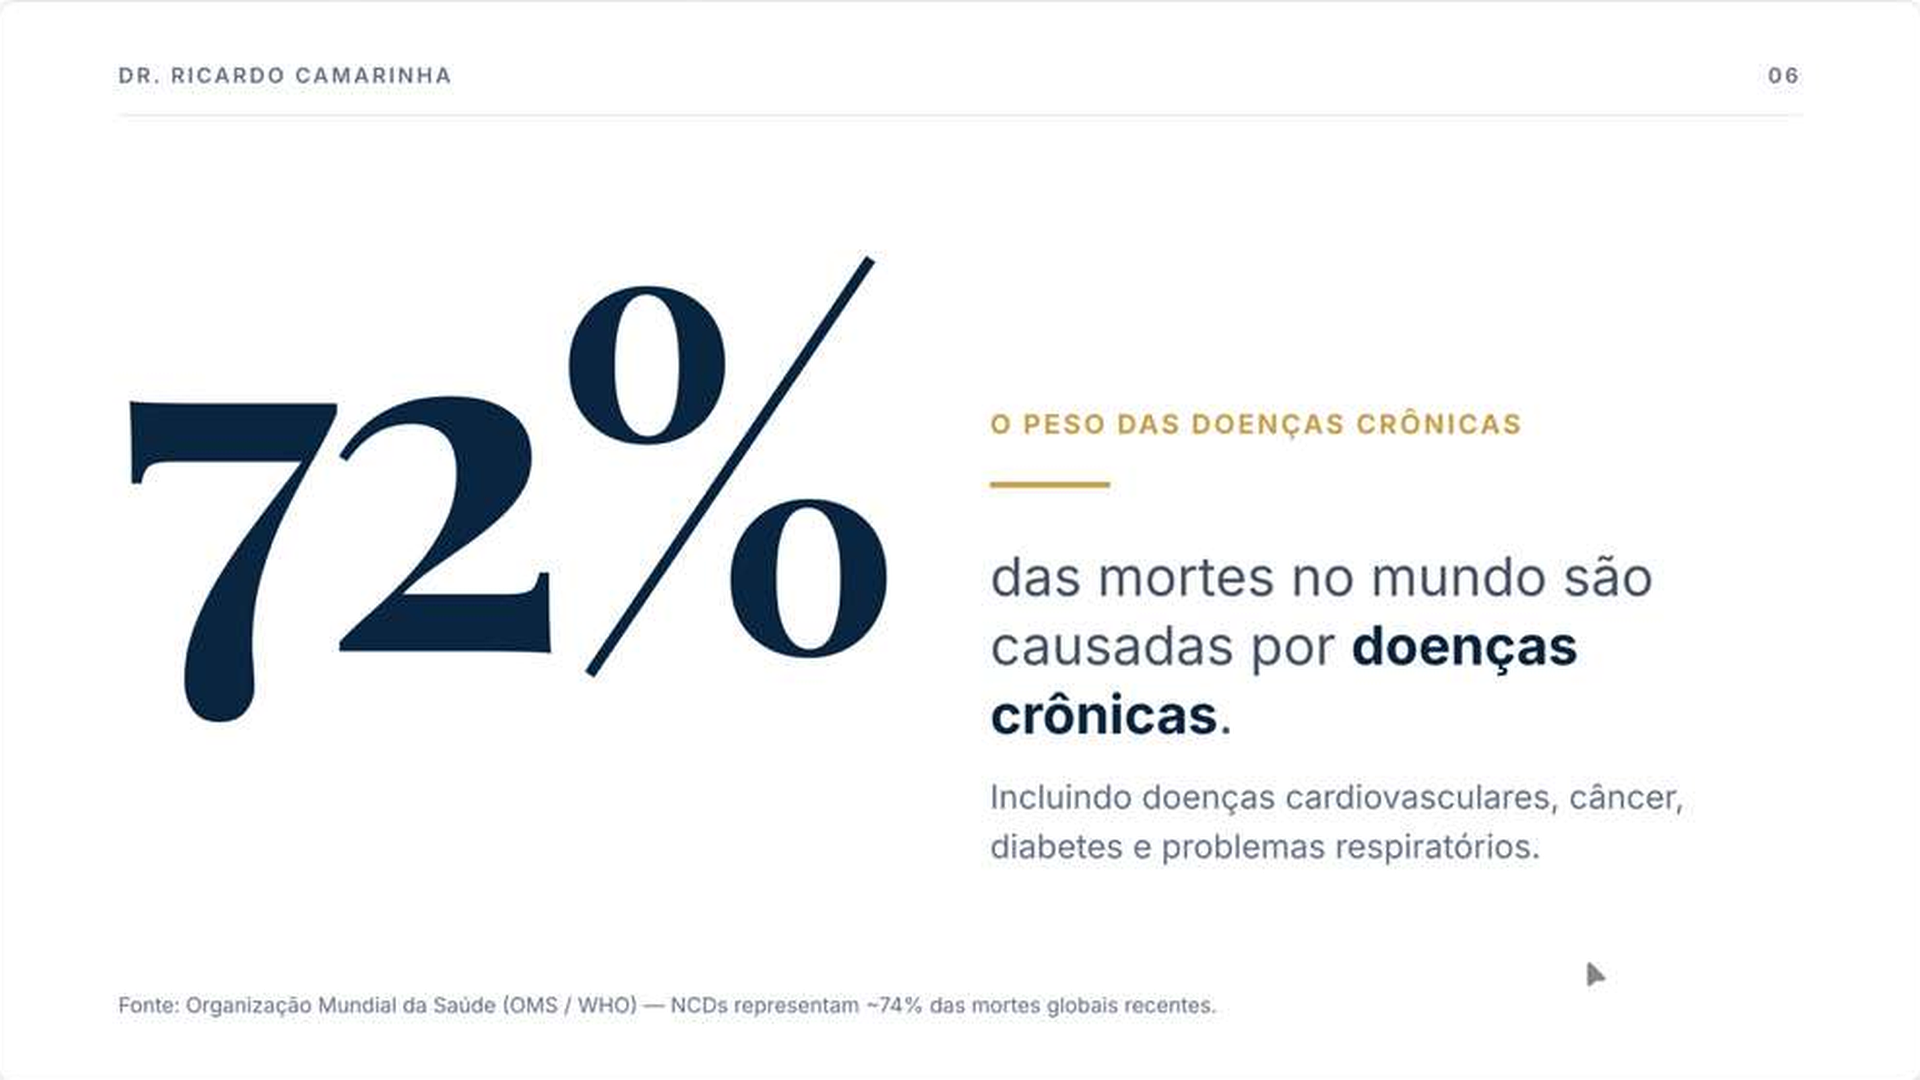 DR. RICARDO CAMARINHA
06
72%
O PESO DAS DOENÇAS CRÔNICAS
das mortes no mundo são
causadas por doenças
crônicas.
Incluindo doenças cardiovasculares, câncer,
diabetes e problemas respiratórios.
Fonte: Organização Mundial da Saúde (OMS / WHO) — NCDs representam ~74% das mortes globais recentes.